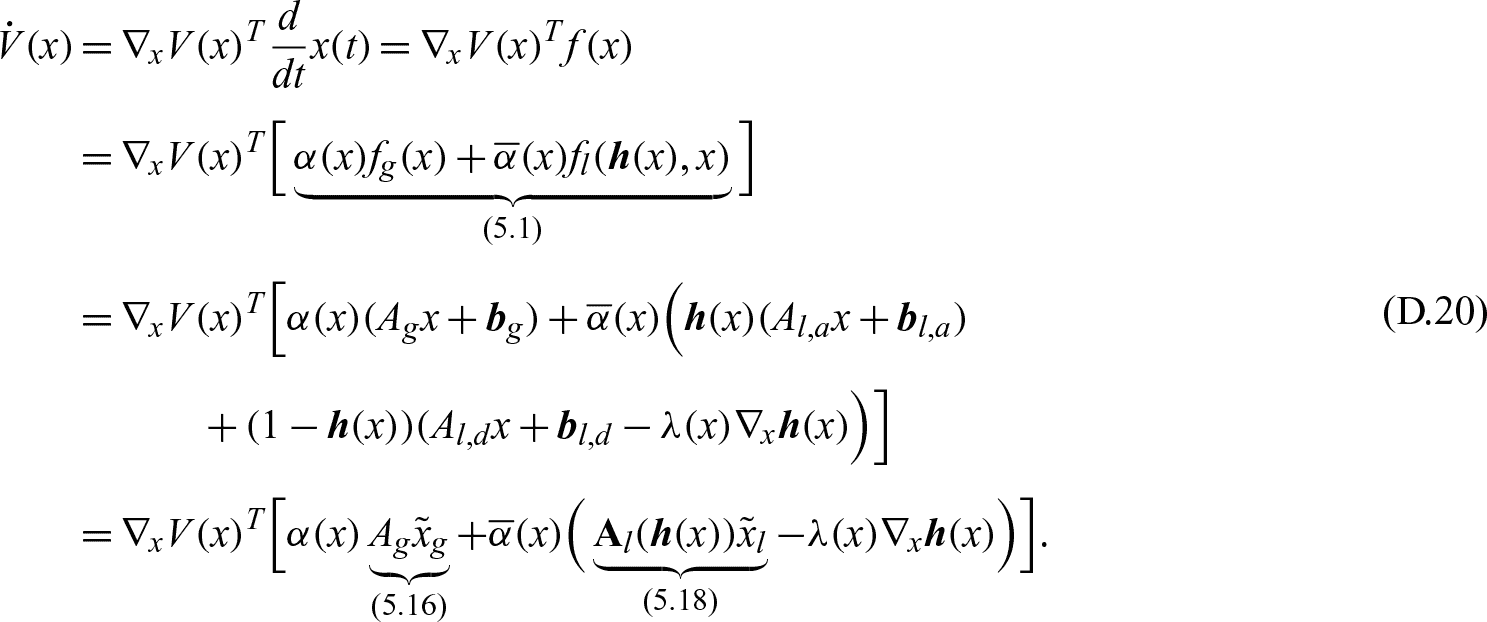 V̇(x) = ∇ₓV(x)ᵀ d/dt x(t) = ∇ₓV(x)ᵀf(x)
= ∇ₓV(x)ᵀ[ α(x)f_g(x) + α̅(x)f_l(h(x), x) ]
(5.1)
= ∇ₓV(x)ᵀ[α(x)(A_g x + b_g) + α̅(x)(h(x)(A_{l,a}x + b_{l,a}) (D.20)
+ (1 − h(x))(A_{l,d}x + b_{l,d} − λ(x)∇ₓh(x))]
= ∇ₓV(x)ᵀ[α(x) A_g x̃_g +α̅(x)( A_l(h(x))x̃_l −λ(x)∇ₓh(x))].
(5.16) (5.18)